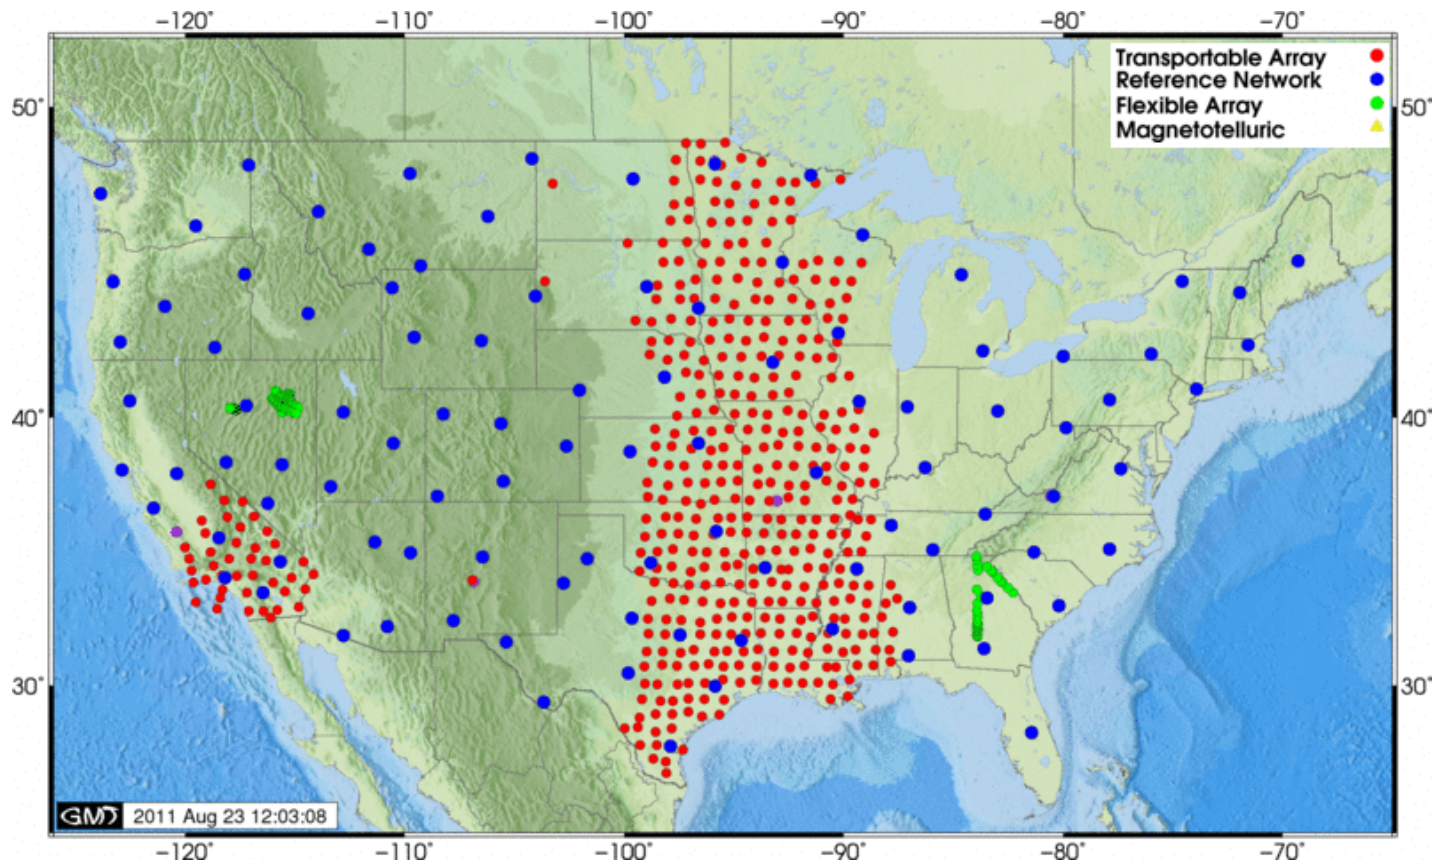 −120° −110° −100° −90° −80° −70°
Transportable Array
Reference Network
Flexible Array
Magnetotelluric
50° 50°
40° 40°
30° 30°
GMT 2011 Aug 23 12:03:08
−120° −110° −100° −90° −80° −70°